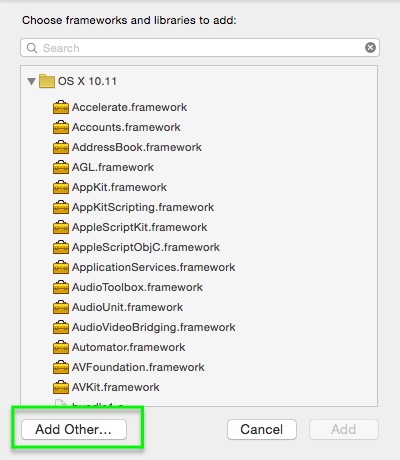 Choose frameworks and libraries to add:
Search
OS X 10.11
Accelerate.framework
Accounts.framework
AddressBook.framework
AGL.framework
AppKit.framework
AppKitScripting.framework
AppleScriptKit.framework
AppleScriptObjC.framework
ApplicationServices.framework
AudioToolbox.framework
AudioUnit.framework
AudioVideoBridging.framework
Automator.framework
AVFoundation.framework
AVKit.framework
Add Other... Cancel Add